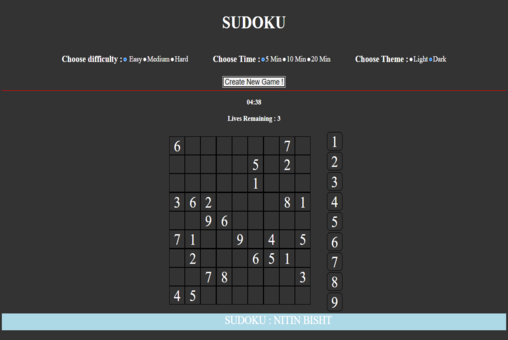 SUDOKU
Choose difficulty : Easy Medium Hard Choose Time : 5 Min 10 Min 20 Min Choose Theme : Light Dark
Create New Game !
04:38
Lives Remaining : 3
6 7
5 2
1
3 6 2 8 1
9 6
7 1 9 4 5
2 6 5 1
7 8 3
4 5
1
2
3
4
5
6
7
8
9
SUDOKU : NITIN BISHT